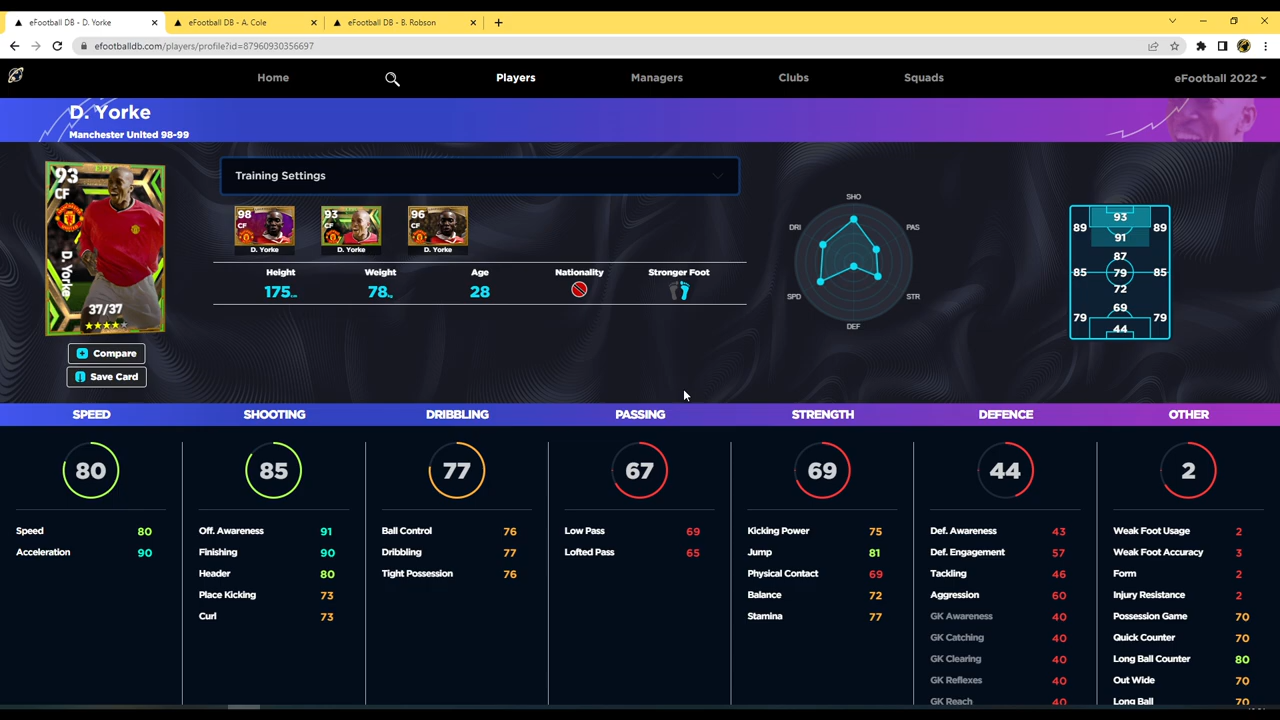 eFootball DB - D. Yorke
eFootball DB - A. Cole
eFootball DB - B. Robson
efootballdb.com/players/profile?id=87960930356697
Home
Players
Managers
Clubs
Squads
eFootball 2022
D. Yorke
Manchester United 98-99
93
CF
D. Yorke
37/37
Compare
Save Card
Training Settings
98
CF
D. Yorke
93
CF
D. Yorke
96
CF
D. Yorke
Height
175cm
Weight
78kg
Age
28
Nationality
Stronger Foot
SHO
PAS
STR
DEF
SPD
DRI
93
89 89
91
87
85 79 85
72
69
79 79
44
SPEED
80
Speed 80
Acceleration 90
SHOOTING
85
Off. Awareness 91
Finishing 90
Header 80
Place Kicking 73
Curl 73
DRIBBLING
77
Ball Control 76
Dribbling 77
Tight Possession 76
PASSING
67
Low Pass 69
Lofted Pass 65
STRENGTH
69
Kicking Power 75
Jump 81
Physical Contact 69
Balance 72
Stamina 77
DEFENCE
44
Def. Awareness 43
Def. Engagement 57
Tackling 46
Aggression 60
GK Awareness 40
GK Catching 40
GK Clearing 40
GK Reflexes 40
GK Reach 40
OTHER
2
Weak Foot Usage 2
Weak Foot Accuracy 3
Form 2
Injury Resistance 2
Possession Game 70
Quick Counter 70
Long Ball Counter 80
Out Wide 70
Long Ball 70